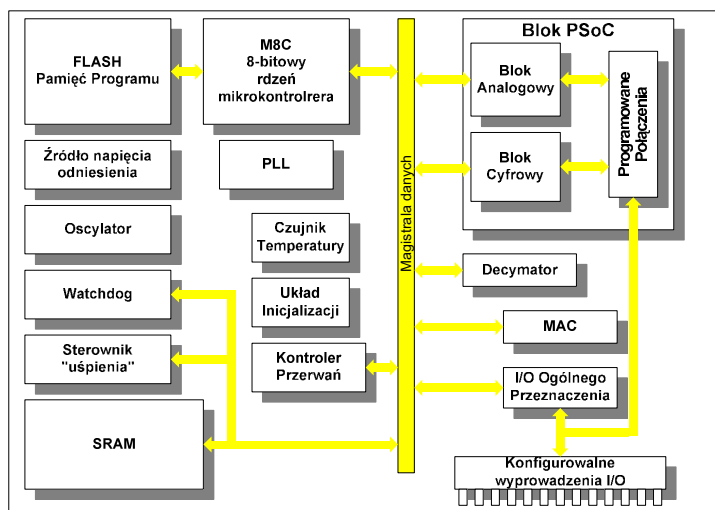 FLASH
Pamięć Programu
M8C
8-bitowy
rdzeń
mikrokontrolrera
Źródło napięcia
odniesienia
PLL
Oscylator
Czujnik
Temperatury
Watchdog
Układ
Inicjalizacji
Sterownik
"uśpienia"
Kontroler
Przerwań
SRAM
Magistrala danych
Blok PSoC
Blok
Analogowy
Blok
Cyfrowy
Programowane
Połączenia
Decymator
MAC
I/O Ogólnego
Przeznaczenia
Konfigurowalne
wyprowadzenia I/O